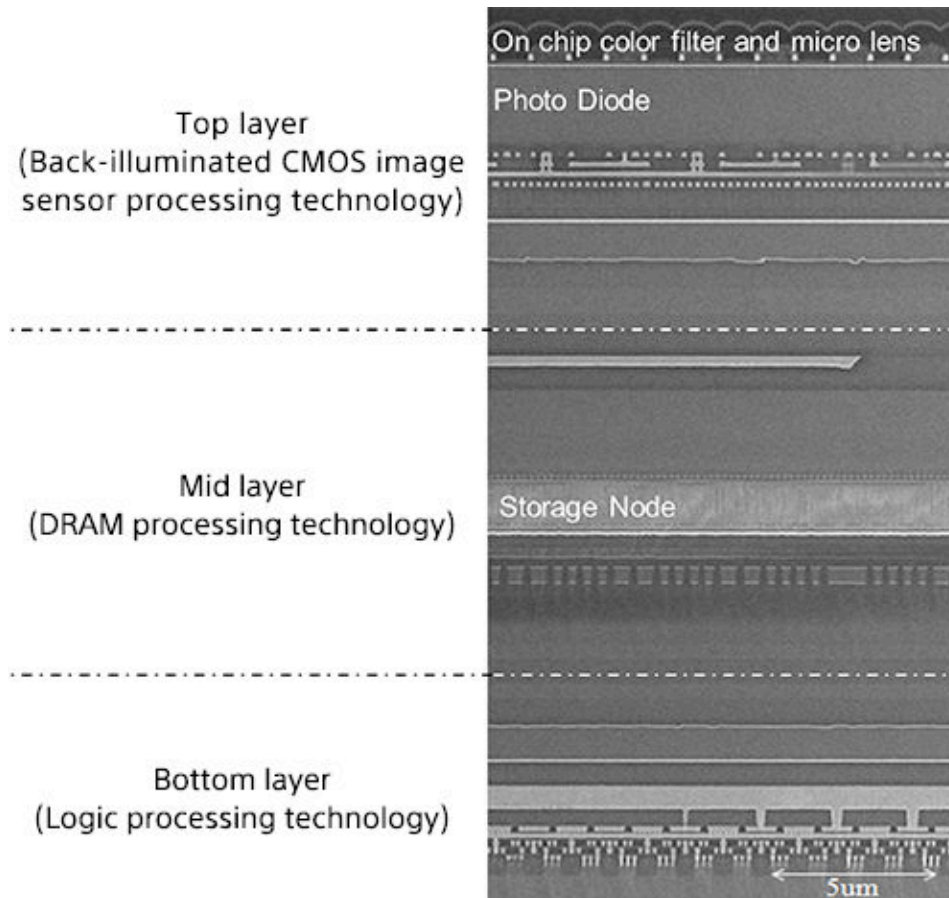 On chip color filter and micro lens
Photo Diode
Top layer
(Back-illuminated CMOS image
sensor processing technology)
Mid layer
(DRAM processing technology)
Storage Node
Bottom layer
(Logic processing technology)
5um